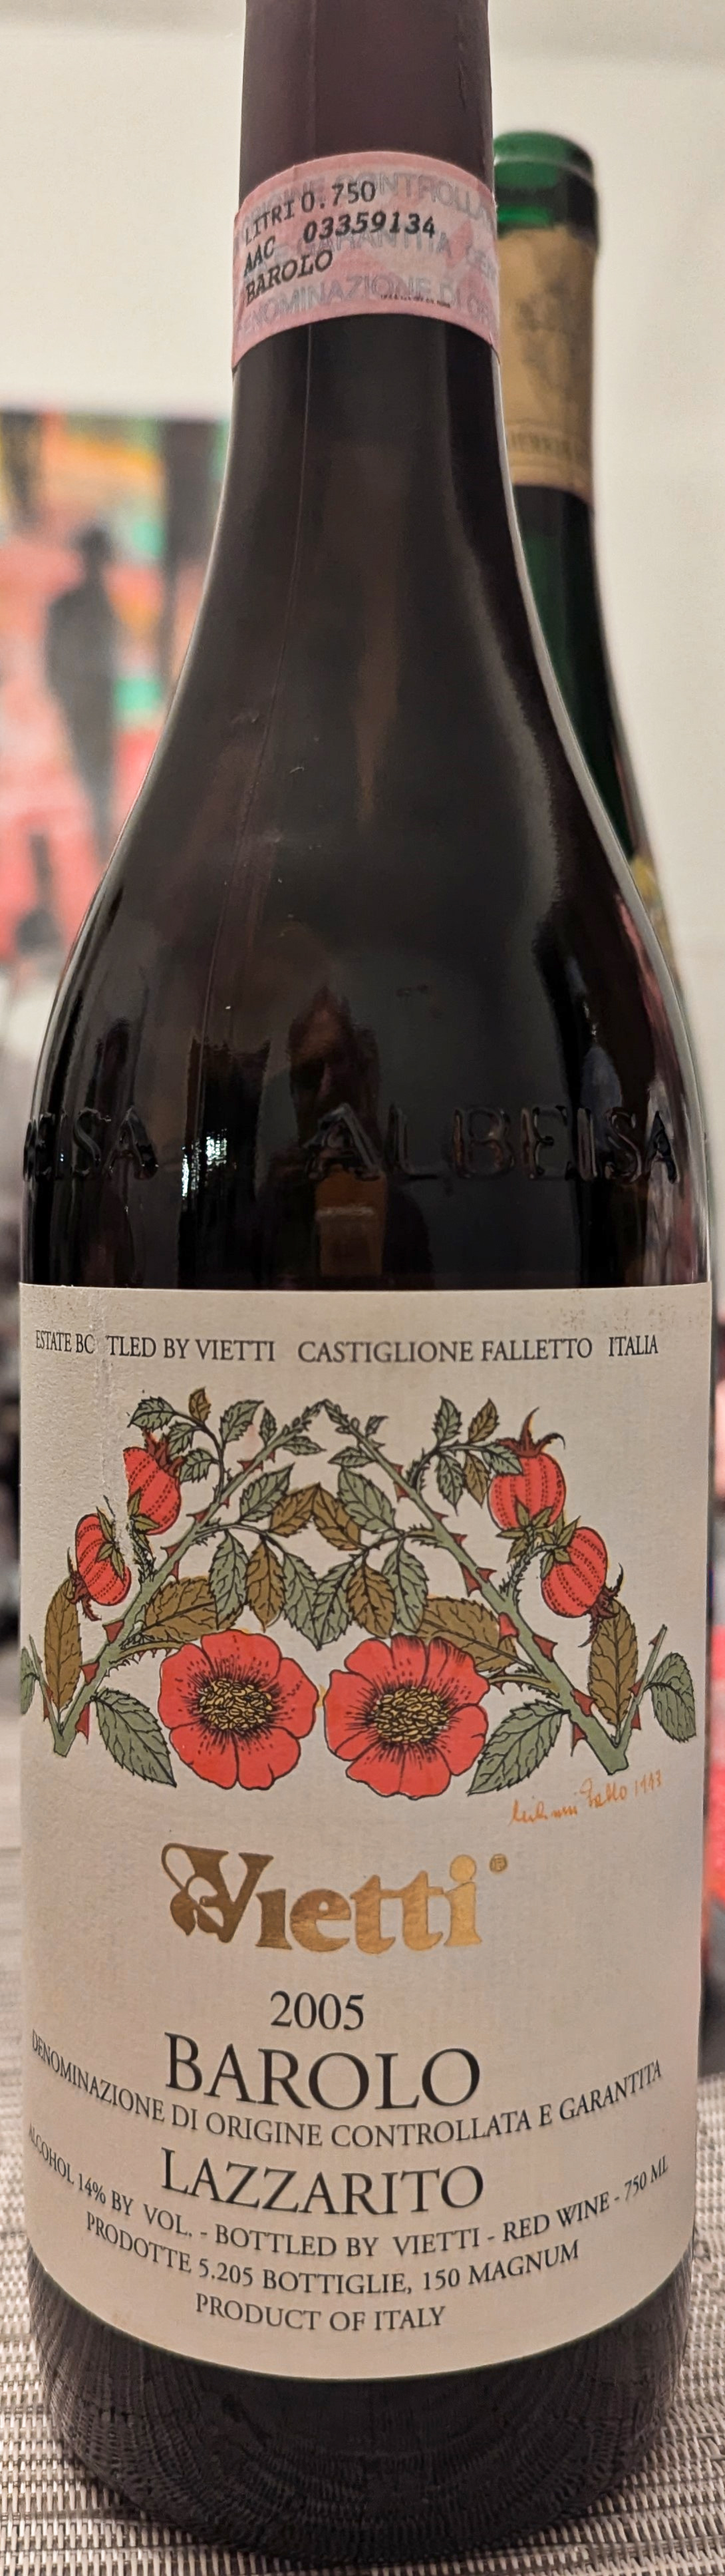 LITRI 0.750
AAC 03359134
BAROLO
ALBEISA
ESTATE BO TLED BY VIETTI CASTIGLIONE FALLETTO ITALIA
1993
Vietti®
2005
BAROLO
DENOMINAZIONE DI ORIGINE CONTROLLATA E GARANTITA
LAZZARITO
ALCOHOL 14% BY VOL. - BOTTLED BY VIETTI - RED WINE - 750 ML
PRODOTTE 5.205 BOTTIGLIE, 150 MAGNUM
PRODUCT OF ITALY